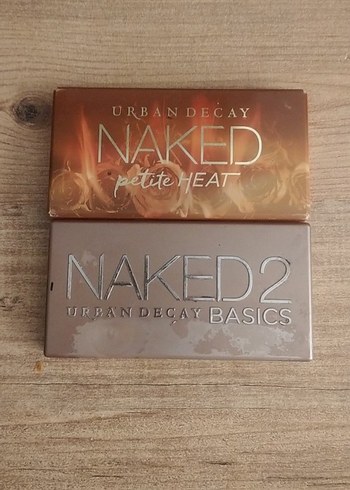 URBAN DECAY
NAKED
petite HEAT
NAKED2
URBAN DECAY BASICS